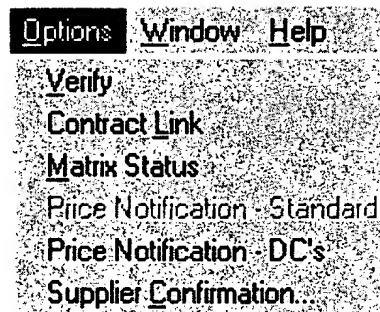 Options Window Help
Verify
Contract Link
Matrix Status
Price Notification - Standard
Price Notification - DC's
Supplier Confirmation...